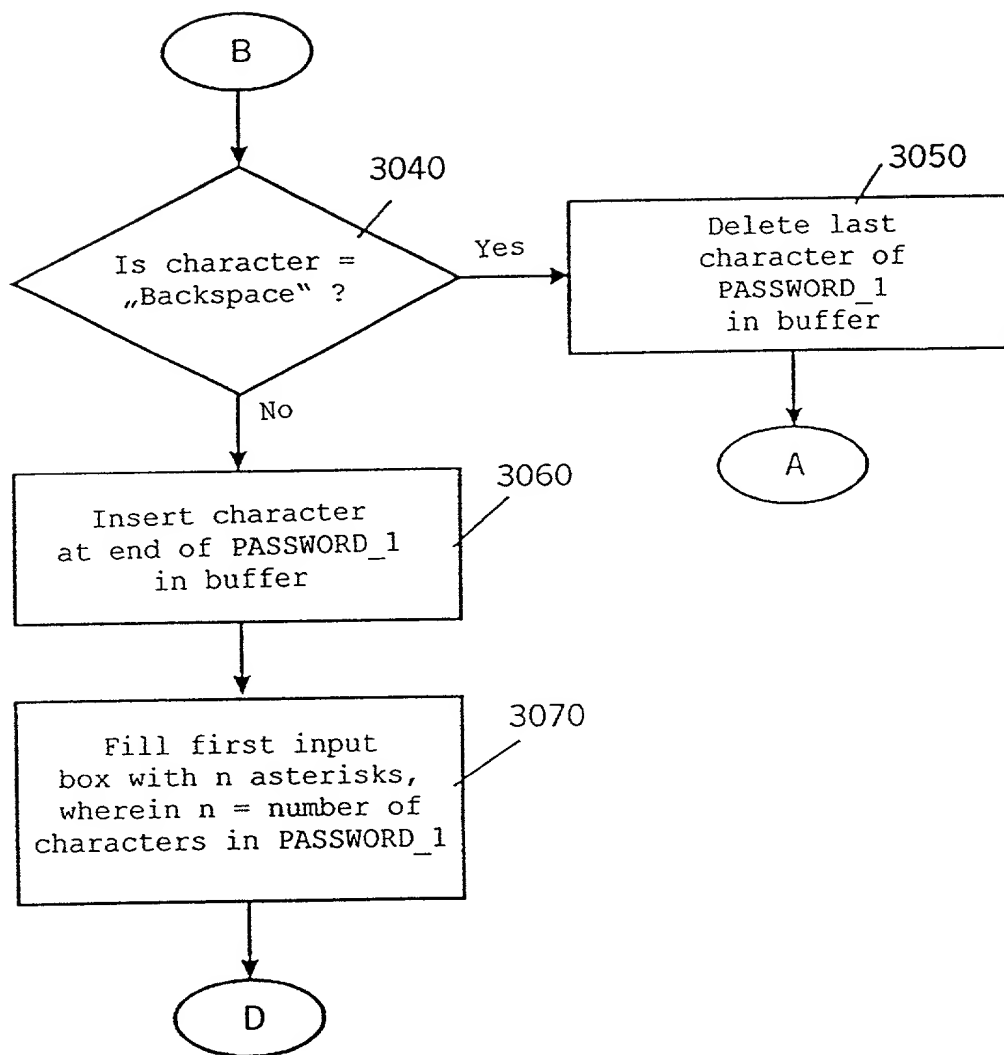 B
3040
Is character =
„Backspace“ ?
Yes
3050
Delete last
character of
PASSWORD_1
in buffer
A
No
3060
Insert character
at end of PASSWORD_1
in buffer
3070
Fill first input
box with n asterisks,
wherein n = number of
characters in PASSWORD_1
D